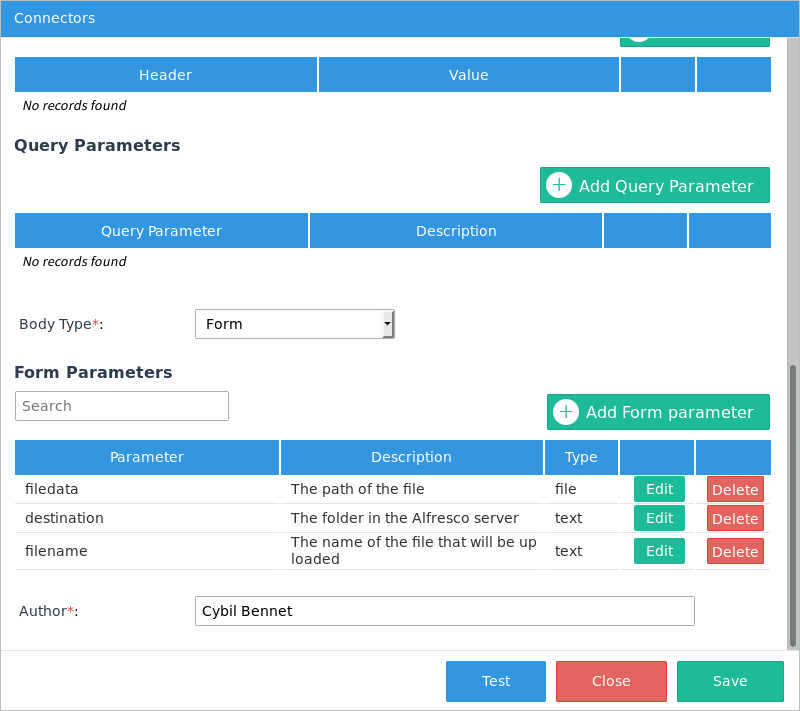 Connectors
Header Value
No records found
Query Parameters
Add Query Parameter
Query Parameter Description
No records found
Body Type*: Form
Form Parameters
Search
Add Form parameter
Parameter Description Type
filedata The path of the file file Edit Delete
destination The folder in the Alfresco server text Edit Delete
filename The name of the file that will be up text Edit Delete
loaded
Author*: Cybil Bennet
Test Close Save